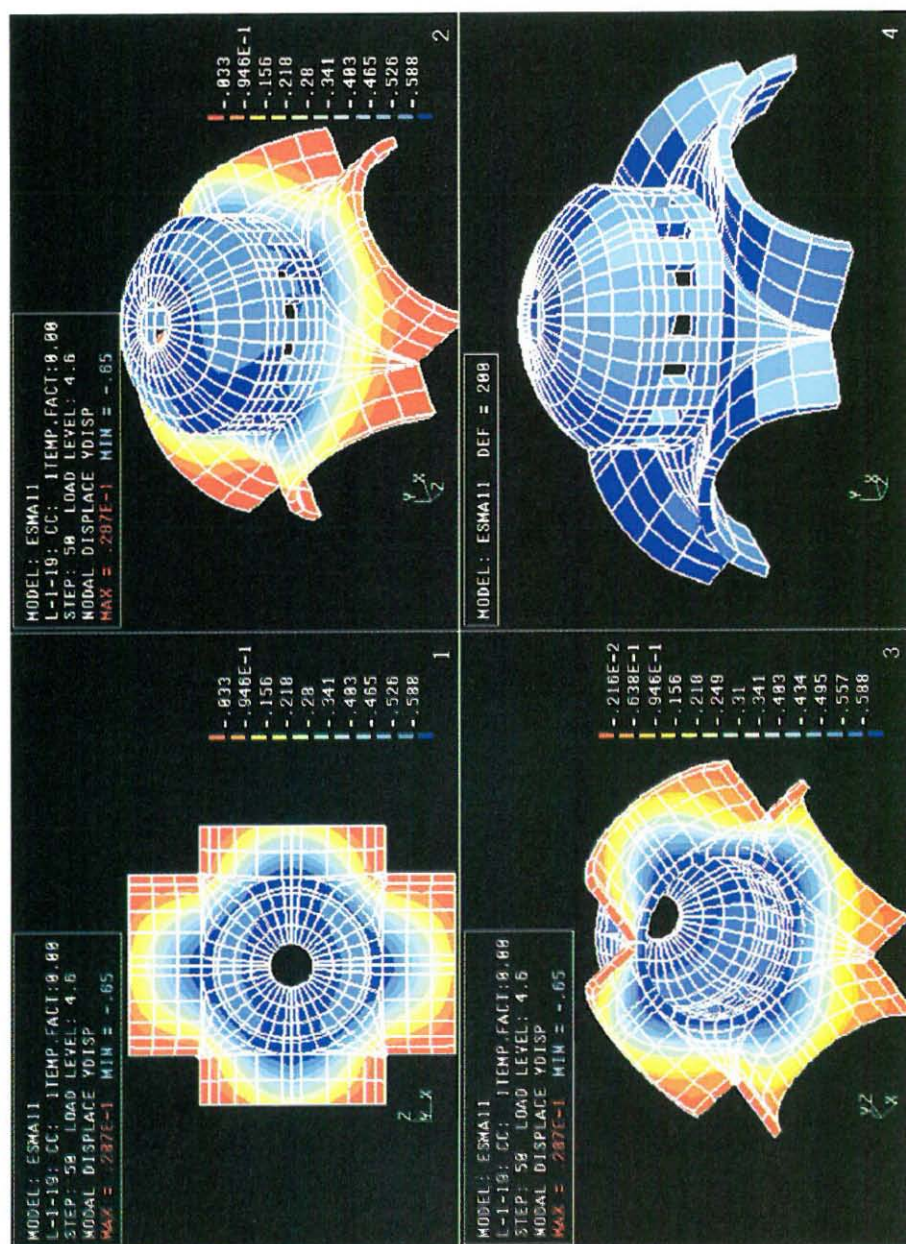 MODEL: ESMA11
L-1-19: CC: 1TEMP.FACT:0.00
STEP: 50 LOAD LEVEL: 4.6
NODAL DISPLACE YDISP
MAX = .287E-1 MIN = -.65
-.033
-.946E-1
-.156
-.218
-.28
-.341
-.403
-.465
-.526
-.588
Z
Y X
1
MODEL: ESMA11
L-1-19: CC: 1TEMP.FACT:0.00
STEP: 50 LOAD LEVEL: 4.6
NODAL DISPLACE YDISP
MAX = .287E-1 MIN = -.65
-.033
-.946E-1
-.156
-.218
-.28
-.341
-.403
-.465
-.526
-.588
Y
X
Z
2
MODEL: ESMA11
L-1-19: CC: 1TEMP.FACT:0.00
STEP: 50 LOAD LEVEL: 4.6
NODAL DISPLACE YDISP
MAX = .287E-1 MIN = -.65
-.216E-2
-.638E-1
-.946E-1
-.156
-.218
-.249
-.31
-.341
-.403
-.434
-.495
-.557
-.588
YZ
X
3
MODEL: ESMA11 DEF = 200
Y
X
4